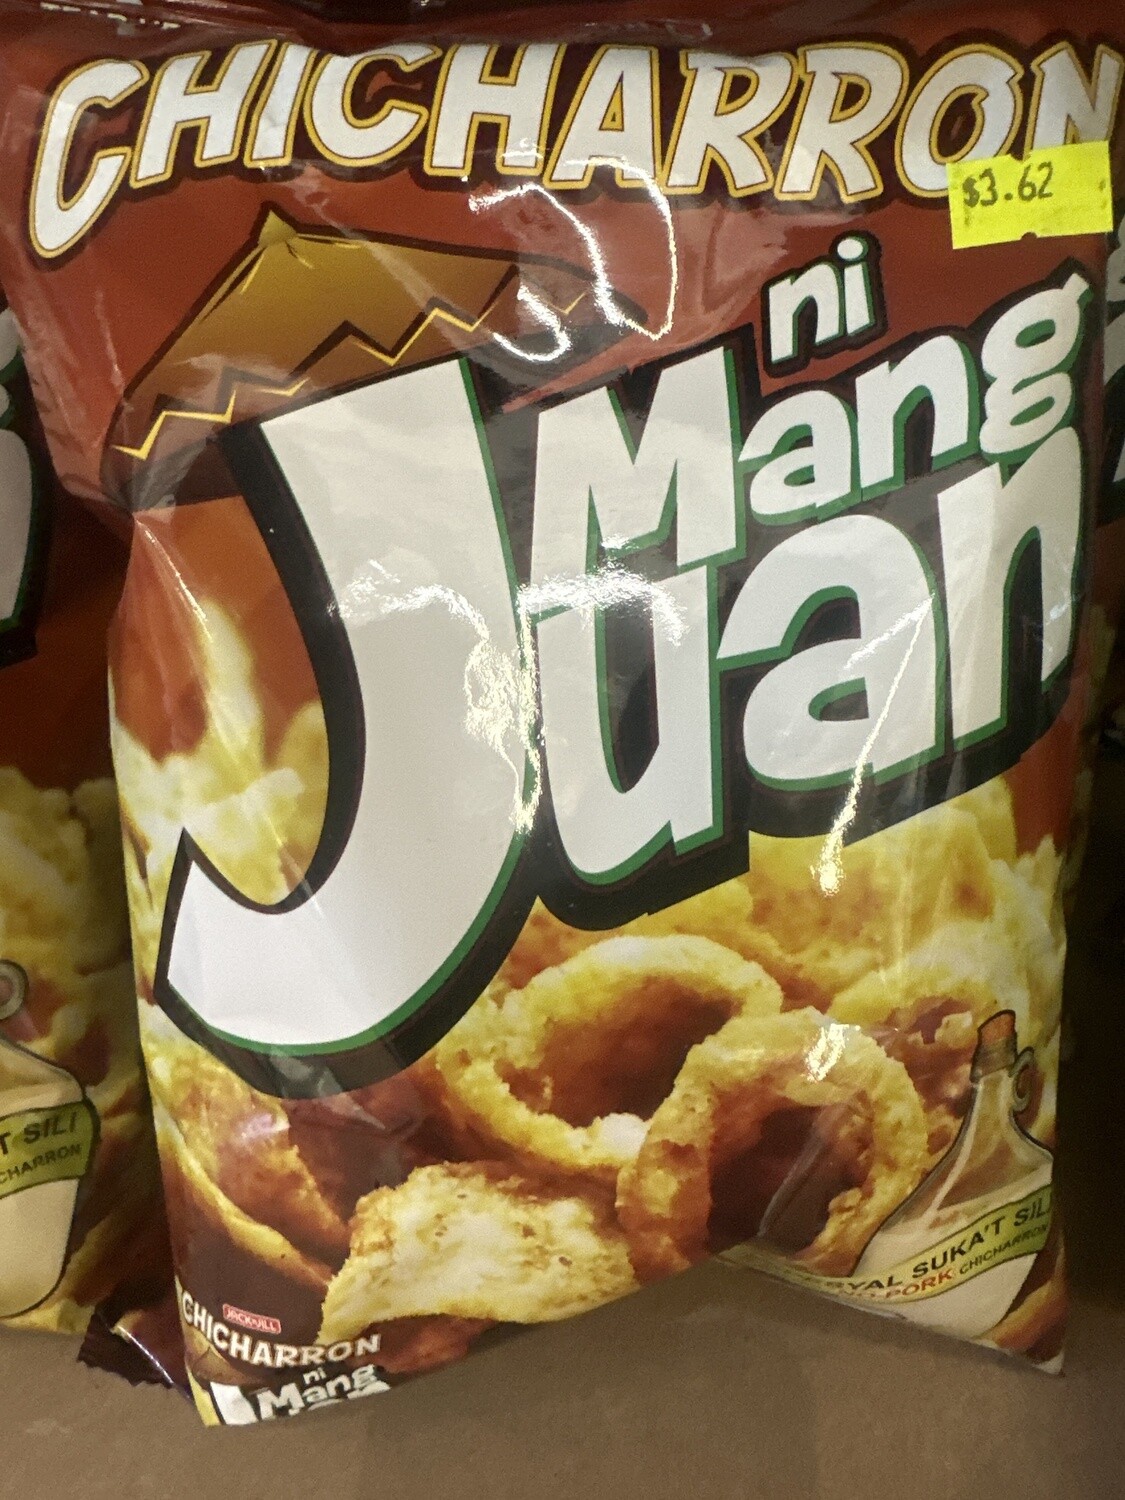 CHICHARRON
$3.62
ni
Mang
Juan
T SILI
CHARRON
SUKA'T SILI
PORK CHICHARRON
JACK 'n JILL
CHICHARRON
ni
Mang